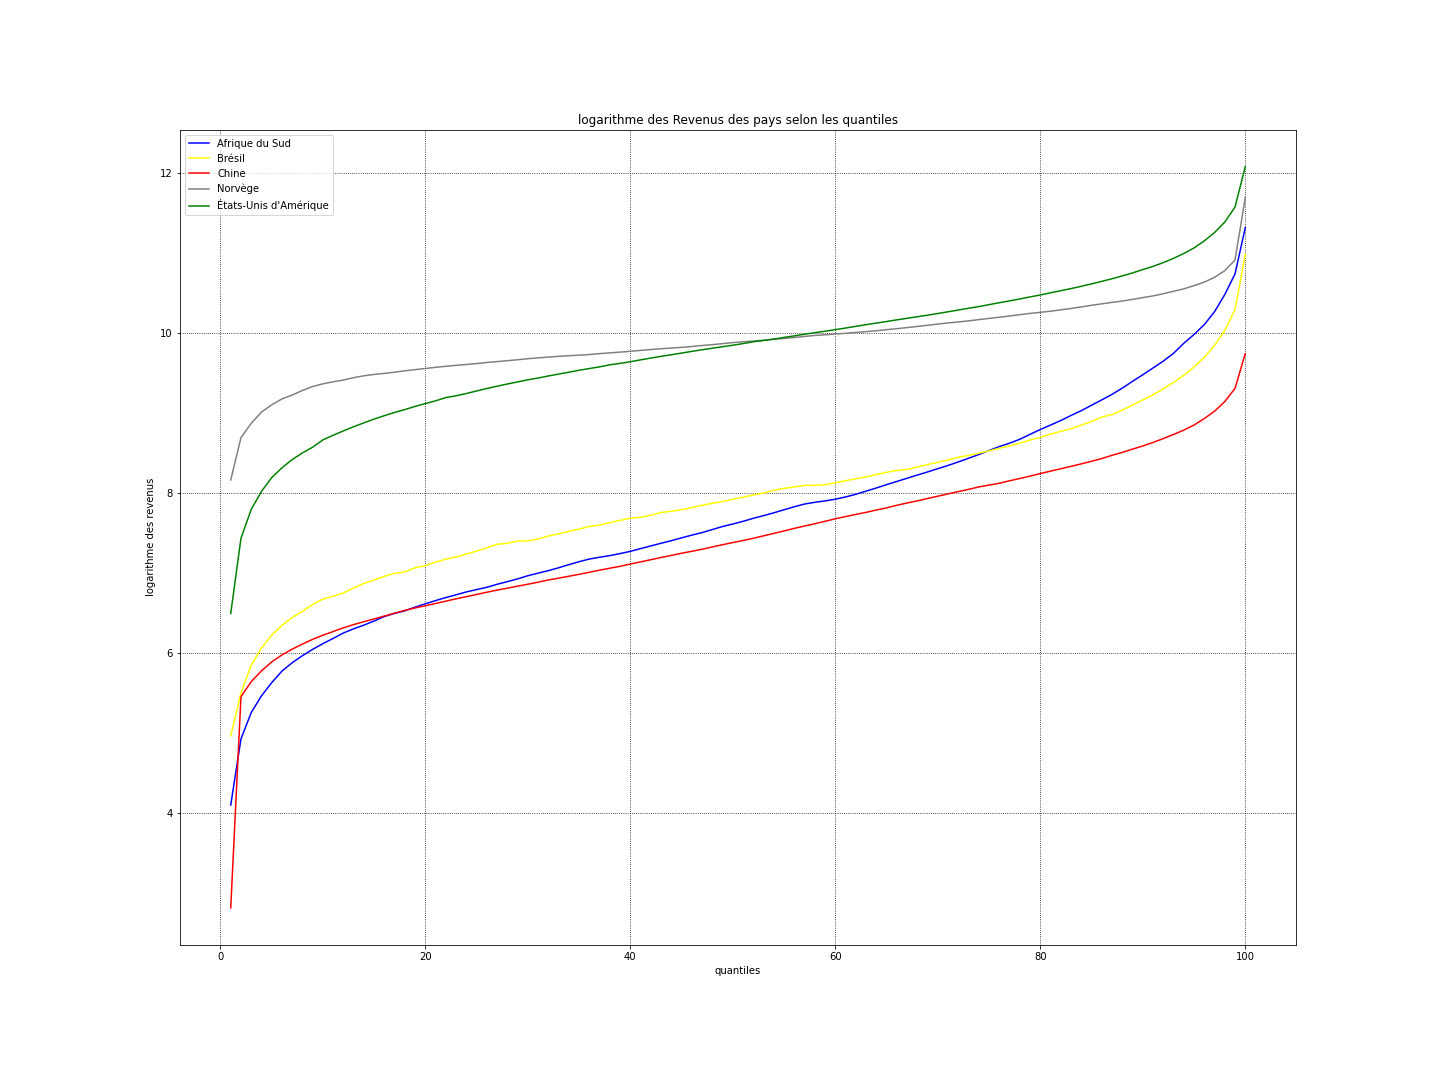 logarithme des Revenus des pays selon les quantiles
Afrique du Sud
Brésil
Chine
Norvège
États-Unis d'Amérique
12
10
8
6
4
logarithme des revenus
0 20 40 60 80 100
quantiles